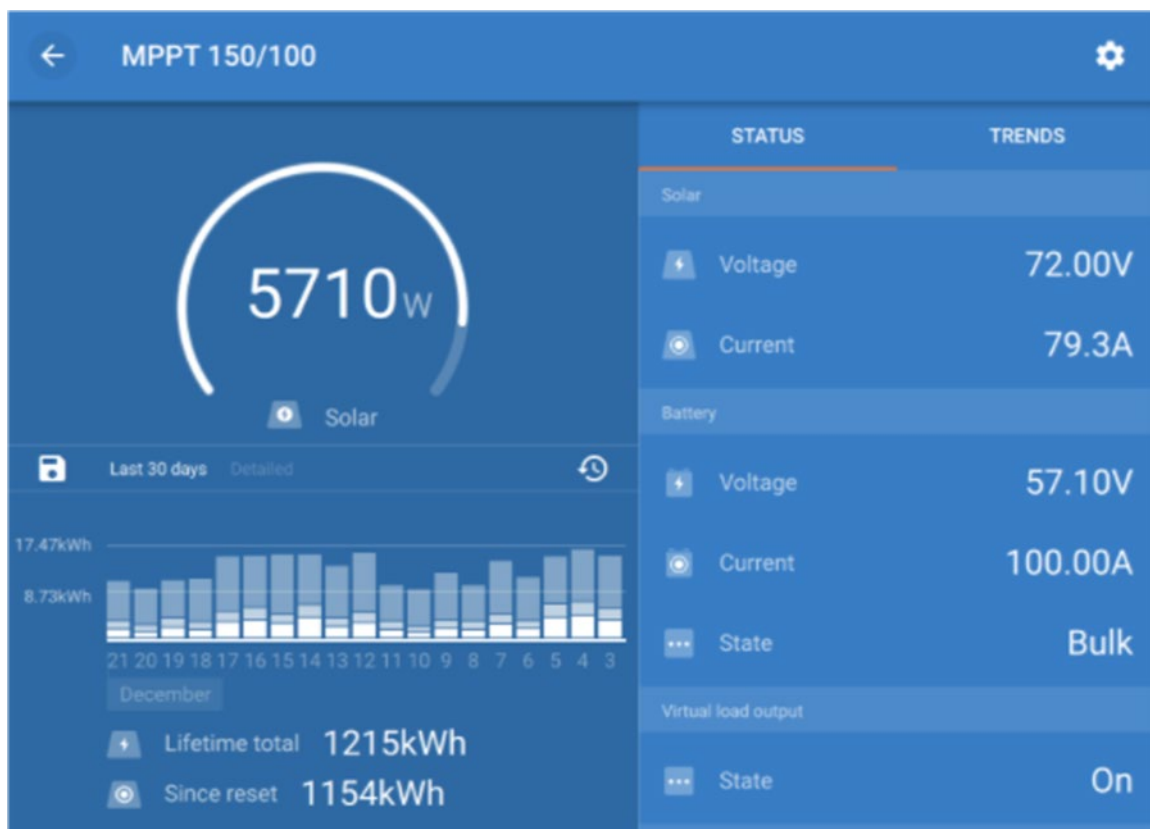 MPPT 150/100
STATUS TRENDS
5710 W
Solar
Last 30 days Detailed
17.47kWh
8.73kWh
21 20 19 18 17 16 15 14 13 12 11 10 9 8 7 6 5 4 3
December
Lifetime total 1215kWh
Since reset 1154kWh
Solar
Voltage 72.00V
Current 79.3A
Battery
Voltage 57.10V
Current 100.00A
State Bulk
Virtual load output
State On